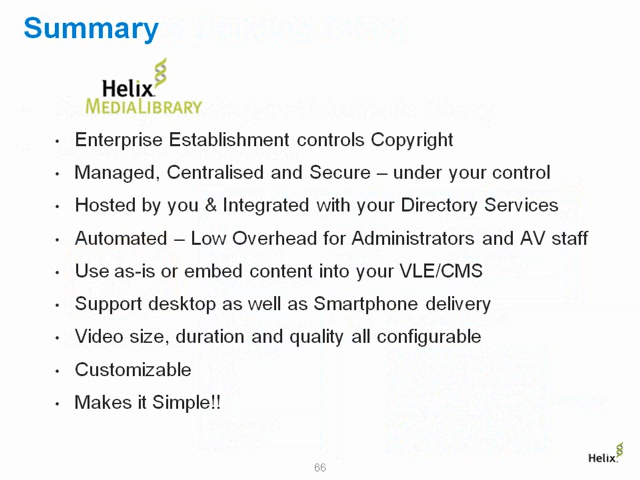 Summary
Helix
MEDIALIBRARY
• Enterprise Establishment controls Copyright
• Managed, Centralised and Secure – under your control
• Hosted by you & Integrated with your Directory Services
• Automated – Low Overhead for Administrators and AV staff
• Use as-is or embed content into your VLE/CMS
• Support desktop as well as Smartphone delivery
• Video size, duration and quality all configurable
• Customizable
• Makes it Simple!!
66
Helix